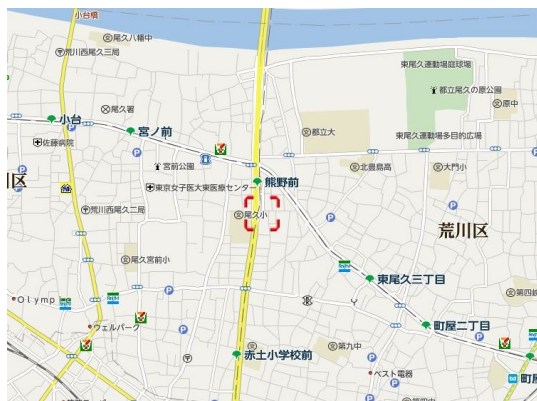 小台橋
尾久八幡中
荒川西尾久三局
東尾久運動場庭球場
都立尾久の原公園
原中
尾久署
小台
宮ノ前
都立大
東尾久運動場多目的広場
佐藤病院
宮前公園
北豊島高
大門小
川区
東京女子医大東医療センター
熊野前
荒川西尾久二局
尾久小
荒川区
尾久宮前小
東尾久三丁目
Olymp
第四峡
ウェルパーク
町屋二丁目
赤土小学校前
第九中
ベスト電器
町屋